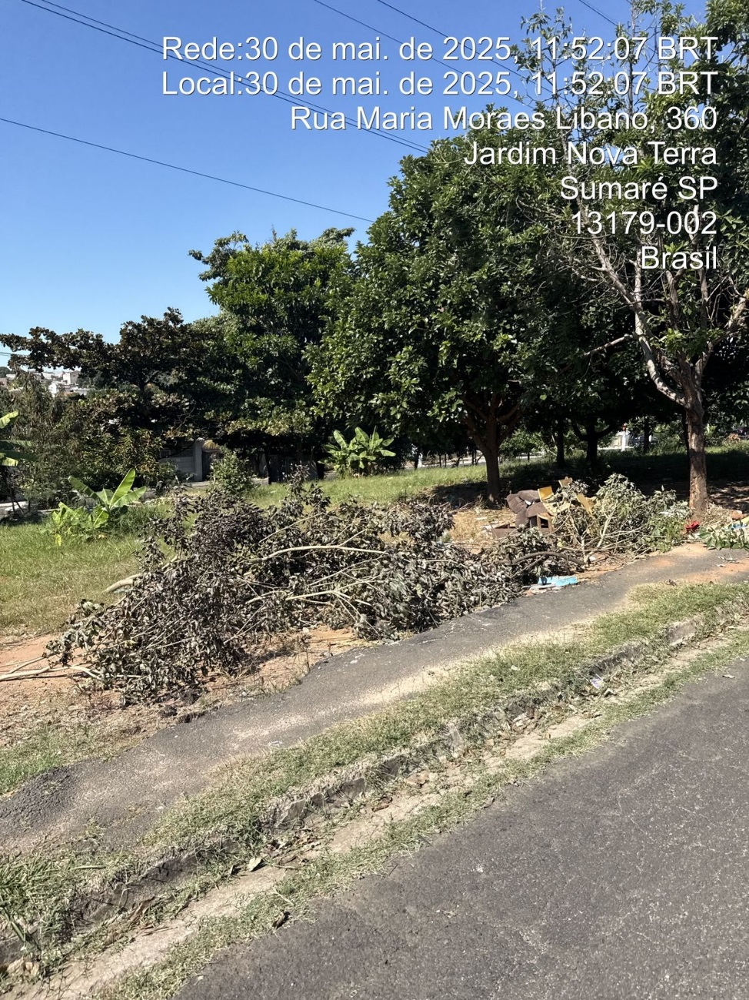 Rede:30 de mai. de 2025, 11:52:07 BRT
Local:30 de mai. de 2025, 11:52:07 BRT
Rua Maria Moraes Libano, 360
Jardim Nova Terra
Sumaré SP
13179-002
Brasil